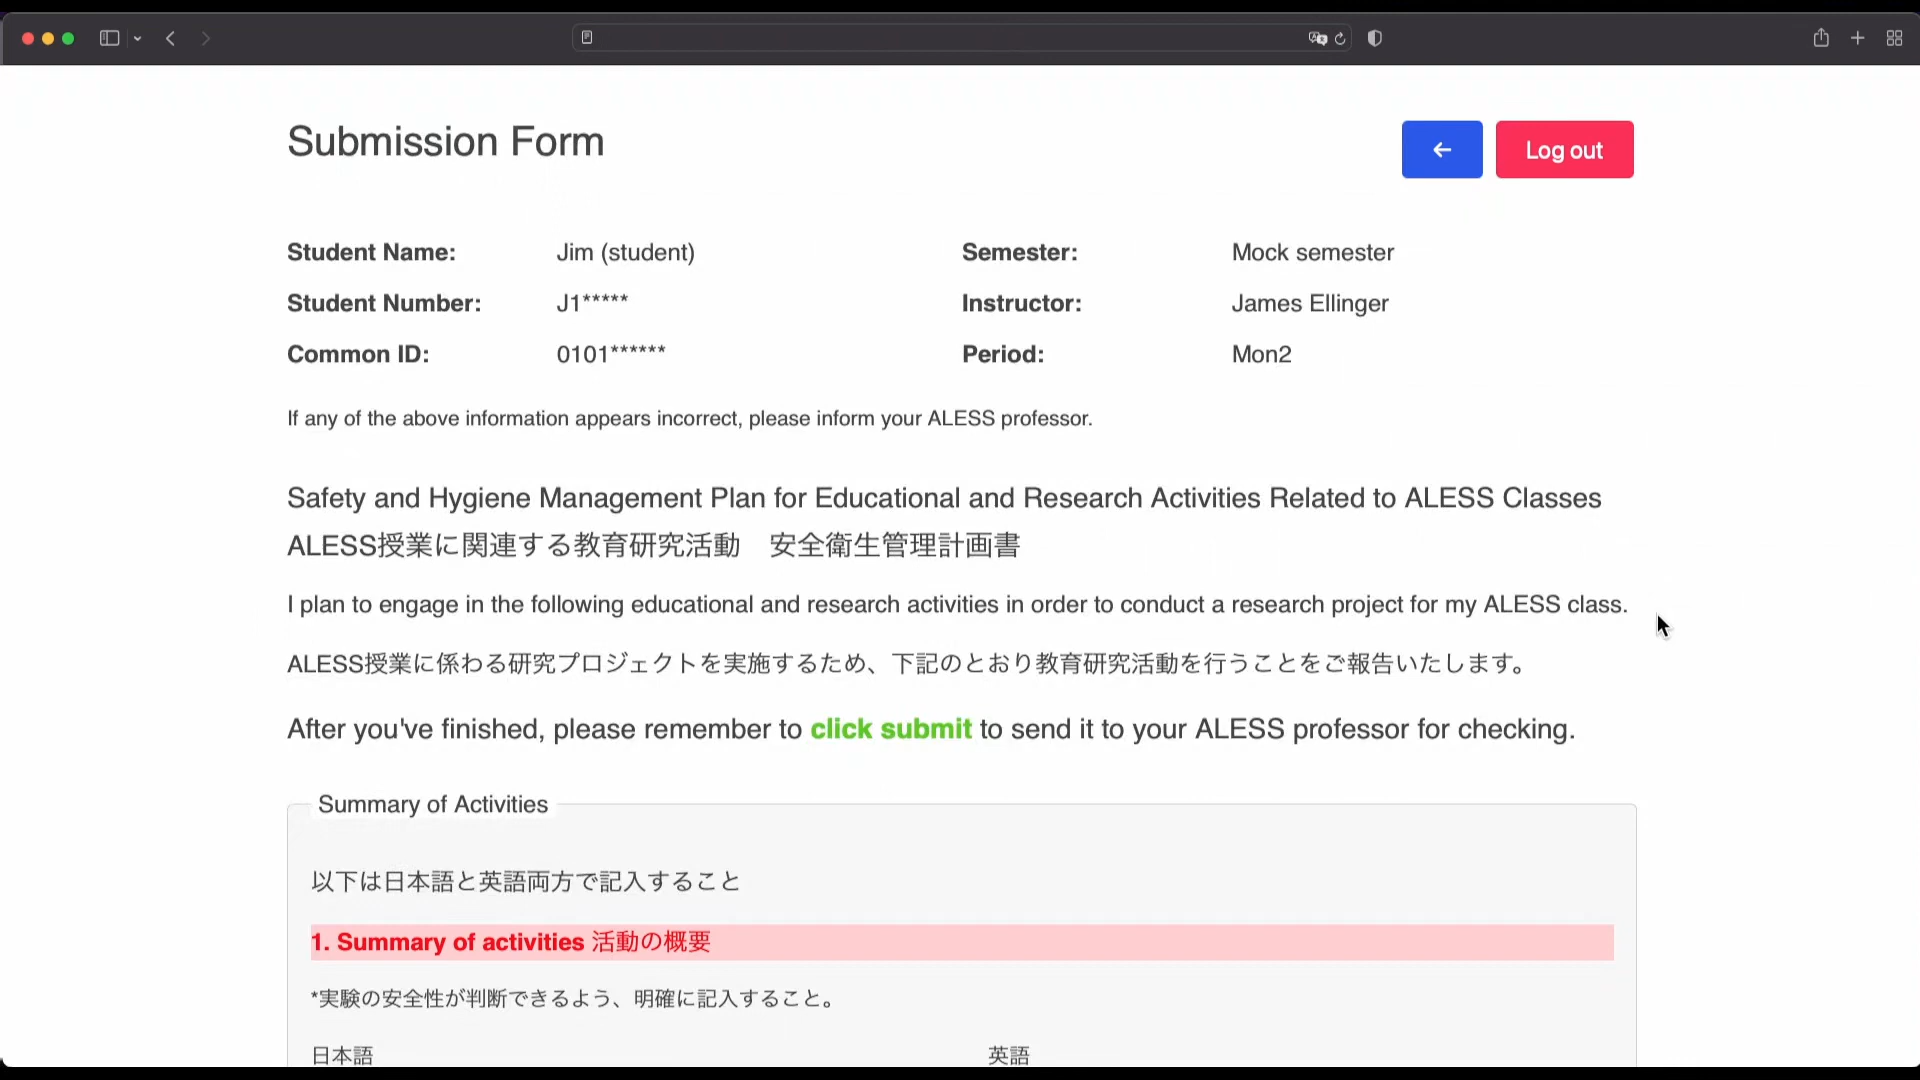 Submission Form
Log out
Student Name: Jim (student) Semester: Mock semester
Student Number: J1***** Instructor: James Ellinger
Common ID: 0101****** Period: Mon2
If any of the above information appears incorrect, please inform your ALESS professor.
Safety and Hygiene Management Plan for Educational and Research Activities Related to ALESS Classes
ALESS授業に関連する教育研究活動　安全衛生管理計画書
I plan to engage in the following educational and research activities in order to conduct a research project for my ALESS class.
ALESS授業に係わる研究プロジェクトを実施するため、下記のとおり教育研究活動を行うことをご報告いたします。
After you've finished, please remember to click submit to send it to your ALESS professor for checking.
Summary of Activities
以下は日本語と英語両方で記入すること
1. Summary of activities 活動の概要
*実験の安全性が判断できるよう、明確に記入すること。
日本語 英語